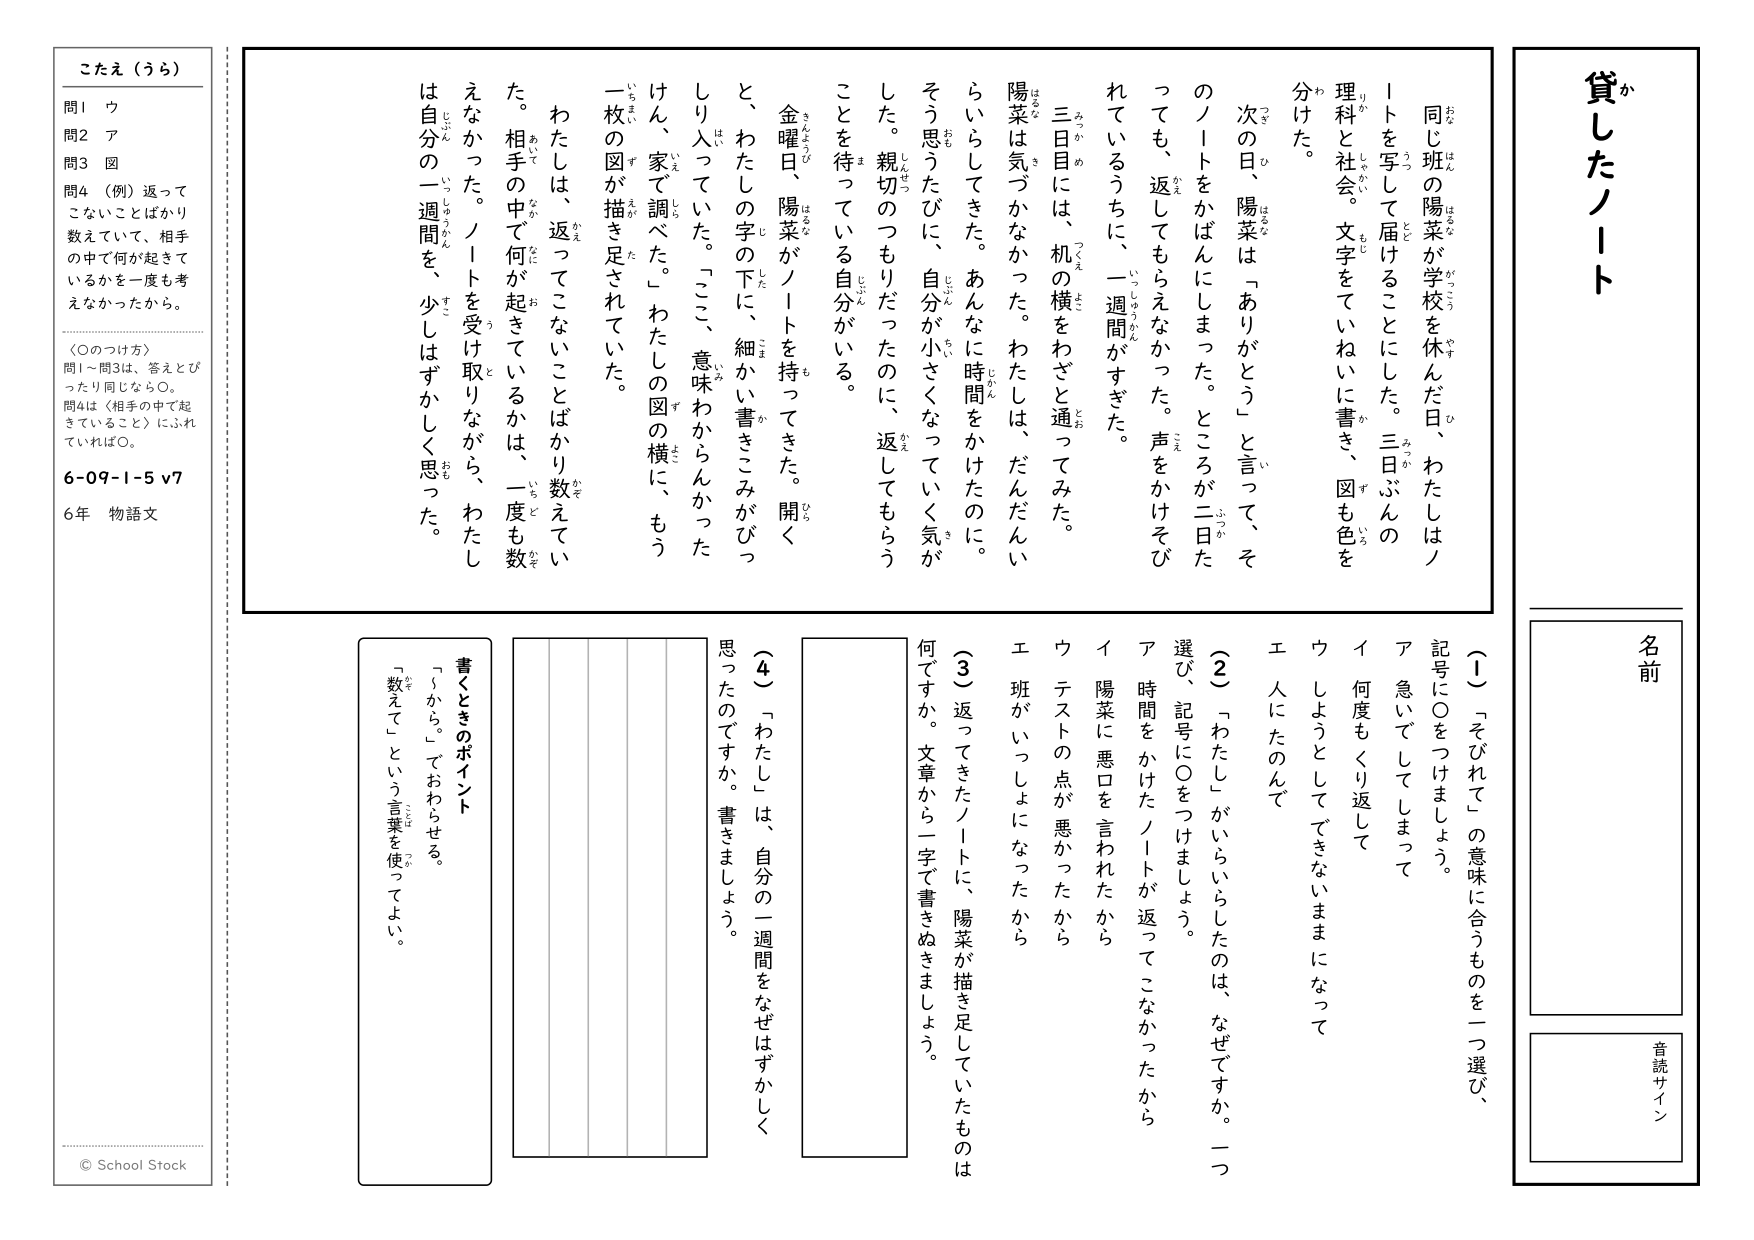 貸したノート
名前
音読サイン
同じ班の陽菜が学校を休んだ日、わたしはノ
ートを写して届けることにした。三日ぶんの
理科と社会。文字をていねいに書き、図も色を
分けた。
次の日、陽菜は「ありがとう」と言って、そ
のノートをかばんにしまった。ところが二日た
っても、返してもらえなかった。声をかけそび
れているうちに、一週間がすぎた。
三日目には、机の横をわざと通ってみた。
陽菜は気づかなかった。わたしは、だんだんい
らいらしてきた。あんなに時間をかけたのに。
そう思うたびに、自分が小さくなっていく気が
した。親切のつもりだったのに、返してもらう
ことを待っている自分がいる。
金曜日、陽菜がノートを持ってきた。開く
と、わたしの字の下に、細かい書きこみがびっ
しり入っていた。「ここ、意味わからんかった
けん、家で調べた。」わたしの図の横に、もう
一枚の図が描き足されていた。
わたしは、返ってこないことばかり数えてい
た。相手の中で何が起きているかは、一度も数
えなかった。ノートを受け取りながら、わたし
は自分の一週間を、少しはずかしく思った。
（1）「そびれて」の意味に合うものを一つ選び、
記号に〇をつけましょう。
ア　急いで してしまって
イ　何度も くり返して
ウ　しようとして できないまま になって
エ　人に たのんで
（2）「わたし」がいらいらしたのは、なぜですか。一つ
選び、記号に〇をつけましょう。
ア　時間を かけた ノートが 返って こなかった から
イ　陽菜に 悪口を 言われた から
ウ　テストの 点が 悪かった から
エ　班が いっしょに なった から
（3）返ってきたノートに、陽菜が描き足していたものは
何ですか。文章から一字で書きぬきましょう。
（4）「わたし」は、自分の一週間をなぜはずかしく
思ったのですか。書きましょう。
書くときのポイント
「〜から。」でおわらせる。
「数えて」という言葉を使ってよい。
こたえ（うら）
問1　ウ
問2　ア
問3　図
問4　（例）返って
こないことばかり
数えていて、相手
の中で何が起きて
いるかを一度も考
えなかったから。
〈〇のつけ方〉
問1〜問3は、答えとぴ
ったり同じなら〇。
問4は〈相手の中で起
きていること〉にふれ
ていれば〇。
6-09-1-5 v7
6年　物語文
© School Stock